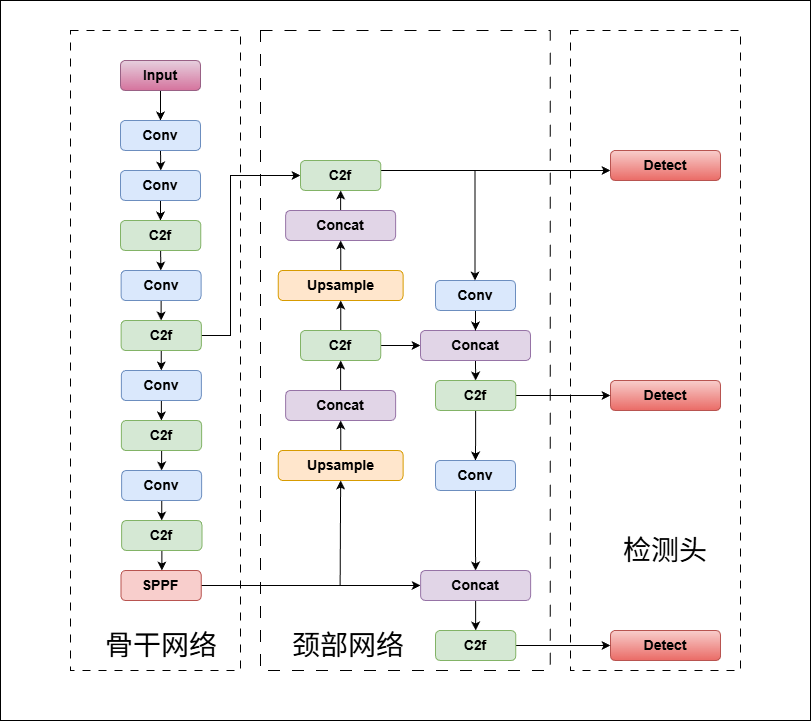 Input
Conv
Conv
C2f
Conv
C2f
Conv
C2f
Conv
C2f
SPPF
骨干网络
C2f
Concat
Upsample
C2f
Concat
Upsample
Conv
Concat
C2f
Conv
Concat
C2f
颈部网络
Detect
Detect
检测头
Detect